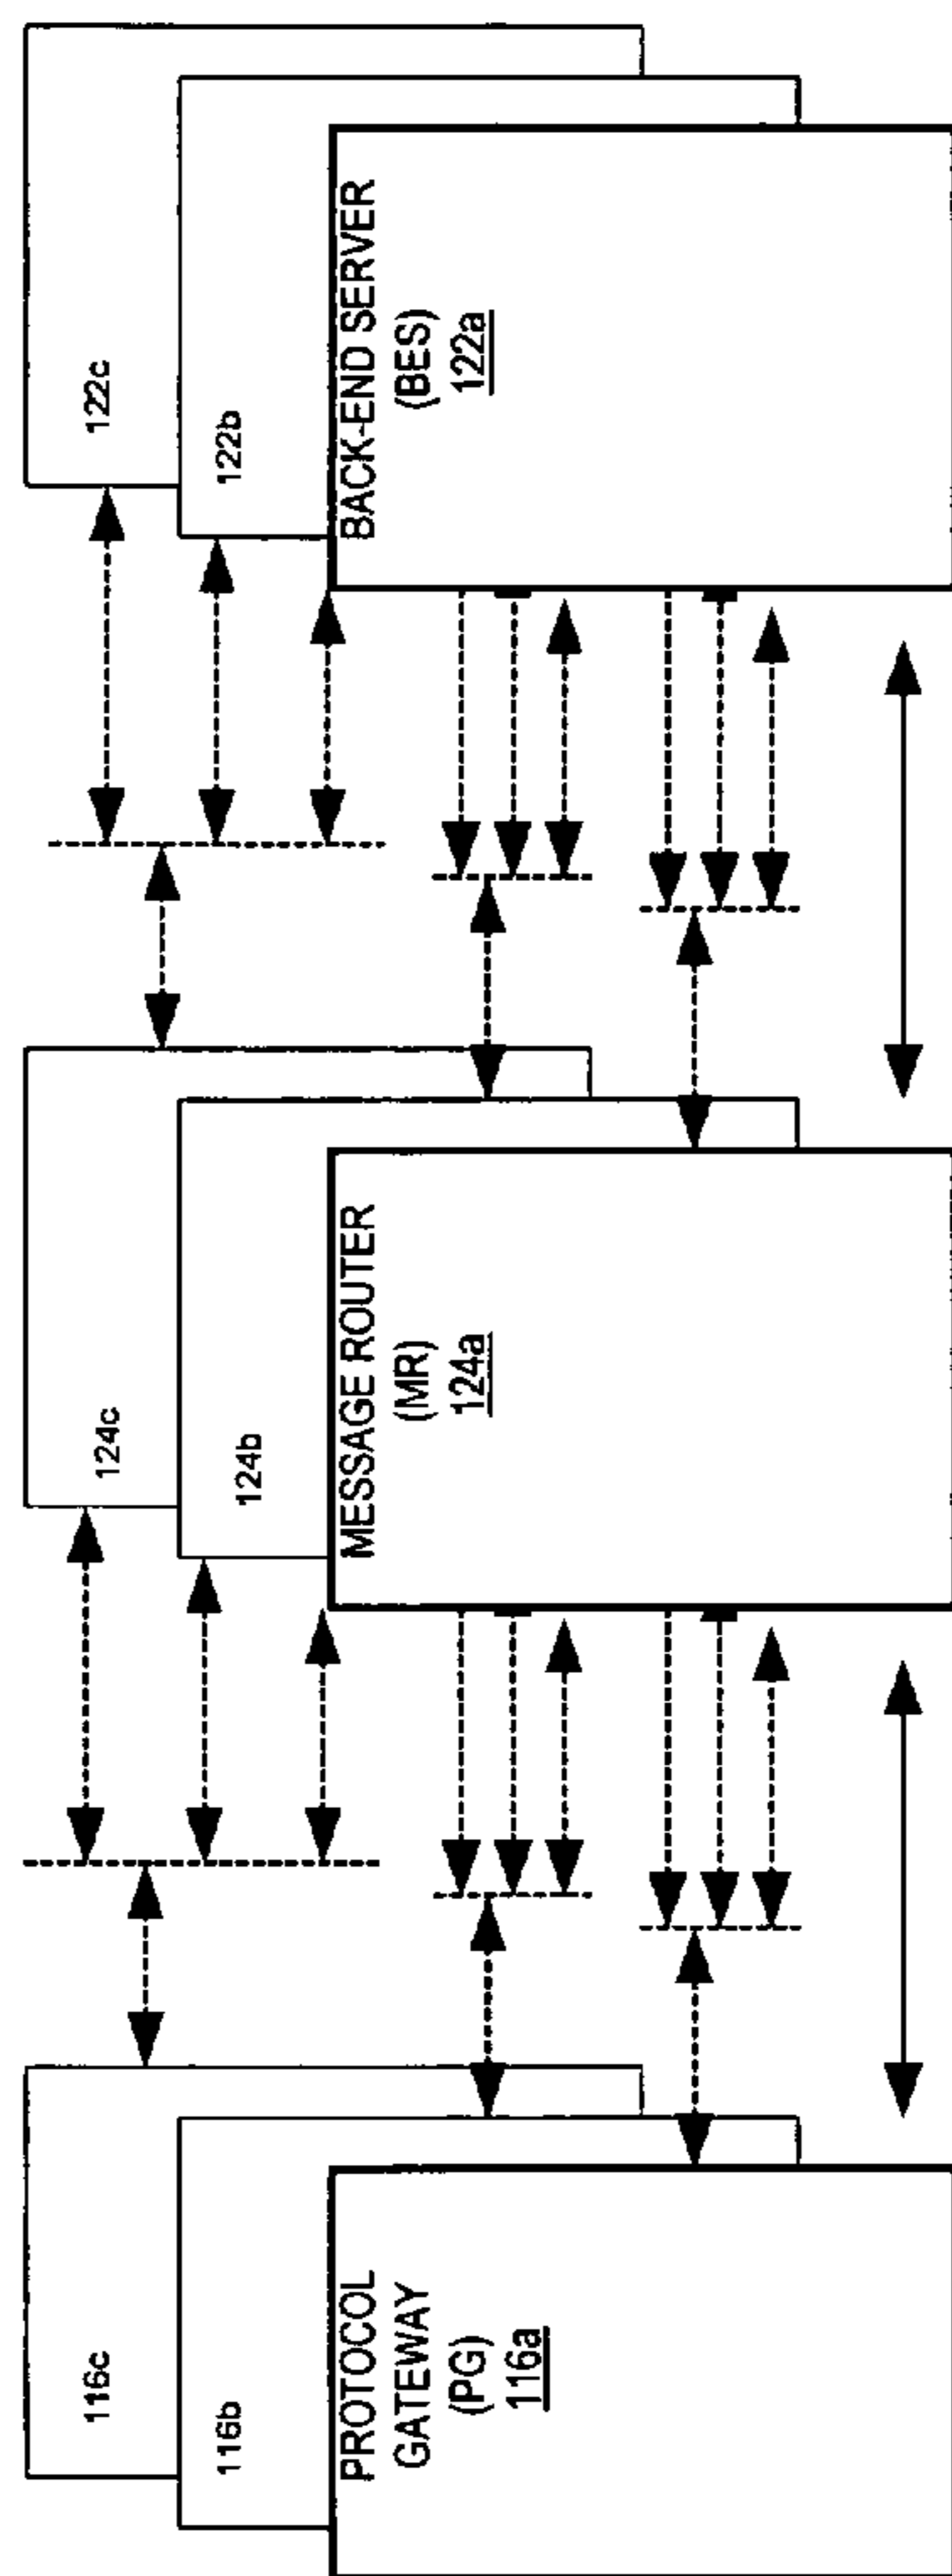 116c
116b
PROTOCOL
GATEWAY
(PG)
116a
124c
124b
MESSAGE ROUTER
(MR)
124a
122c
122b
BACK-END SERVER
(BES)
122a